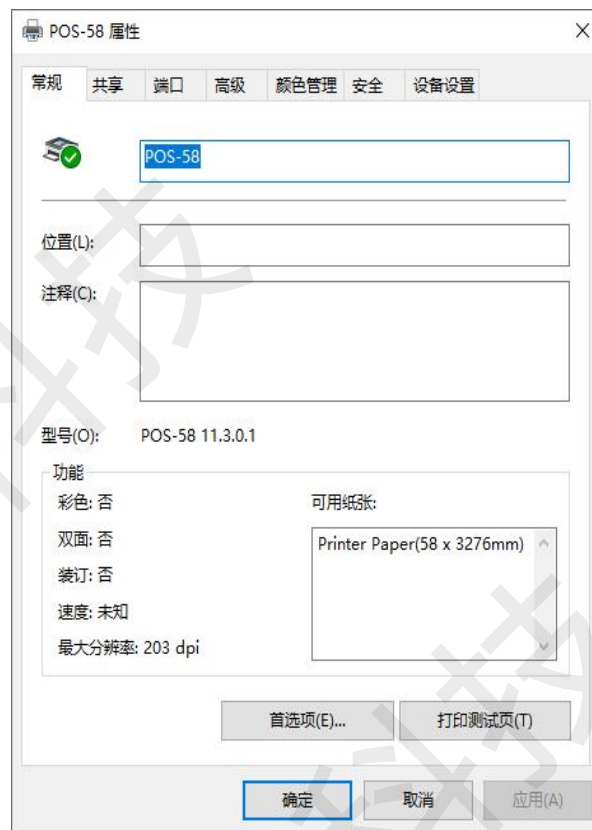 POS-58 属性
常规 共享 端口 高级 颜色管理 安全 设备设置
POS-58
位置(L):
注释(C):
型号(O): POS-58 11.3.0.1
功能
彩色: 否 可用纸张:
双面: 否 Printer Paper(58 x 3276mm)
装订: 否
速度: 未知
最大分辨率: 203 dpi
首选项(E)... 打印测试页(T)
确定 取消 应用(A)
科技
科技